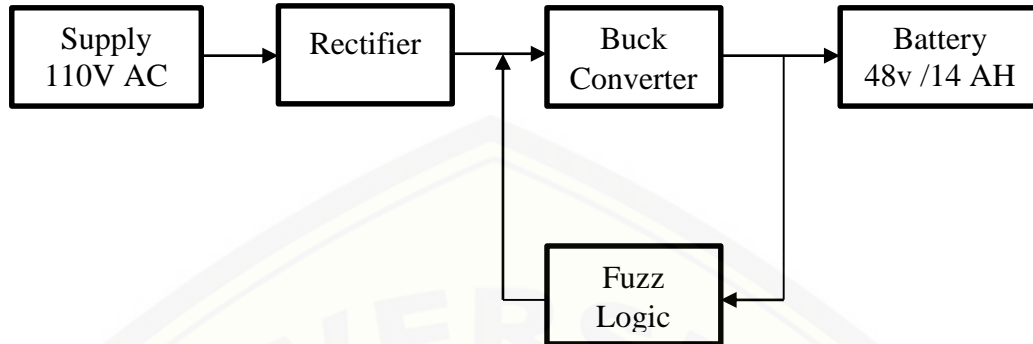 Supply
110V AC
Rectifier
Buck
Converter
Battery
48v /14 AH
Fuzz
Logic